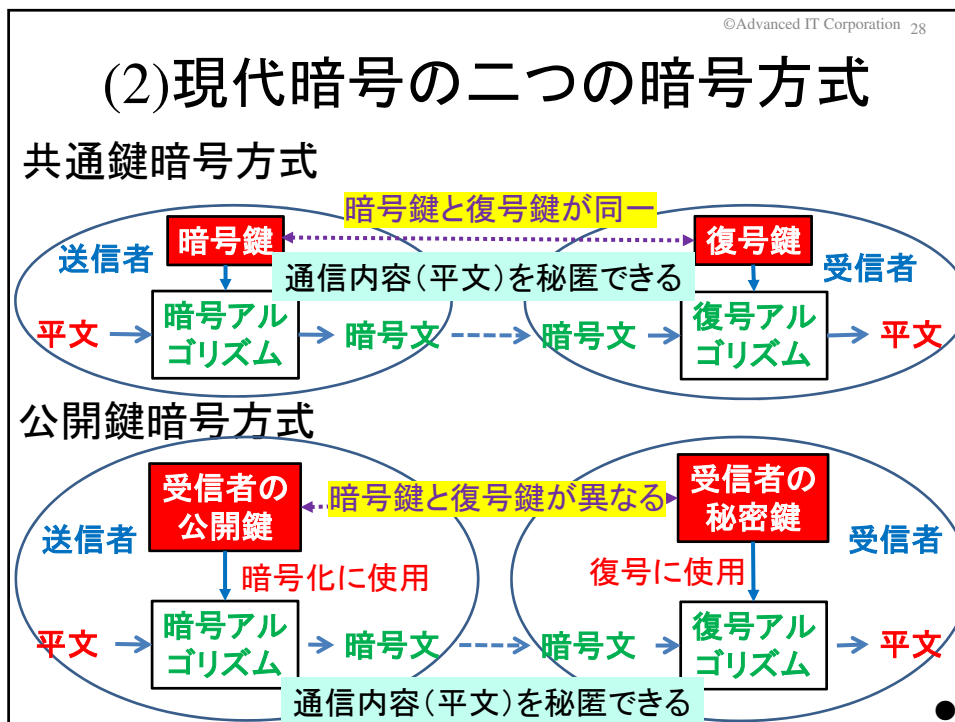 ©Advanced IT Corporation 28
(2)現代暗号の二つの暗号方式
共通鍵暗号方式
暗号鍵と復号鍵が同一
送信者
暗号鍵
復号鍵
受信者
通信内容(平文)を秘匿できる
平文
暗号アル
ゴリズム
暗号文
暗号文
復号アル
ゴリズム
平文
公開鍵暗号方式
受信者の
公開鍵
暗号鍵と復号鍵が異なる
受信者の
秘密鍵
送信者
受信者
暗号化に使用
復号に使用
平文
暗号アル
ゴリズム
暗号文
暗号文
復号アル
ゴリズム
平文
通信内容(平文)を秘匿できる